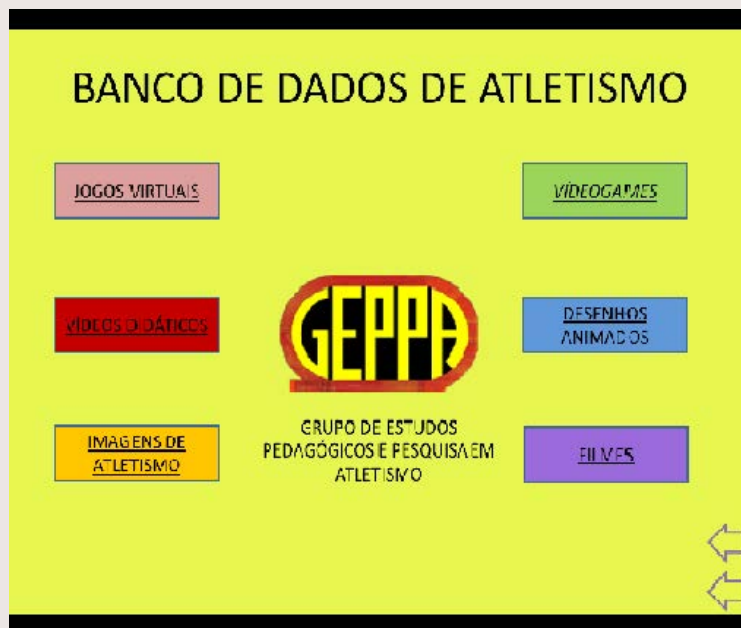 BANCO DE DADOS DE ATLETISMO
JOGOS VIRTUAIS
VÍDEOGAMES
VÍDEOS DIDÁTICOS
GEPPA
DESENHOS
ANIMADOS
IMAGENS DE
ATLETISMO
GRUPO DE ESTUDOS
PEDAGÓGICOS E PESQUISA EM
ATLETISMO
FILMES